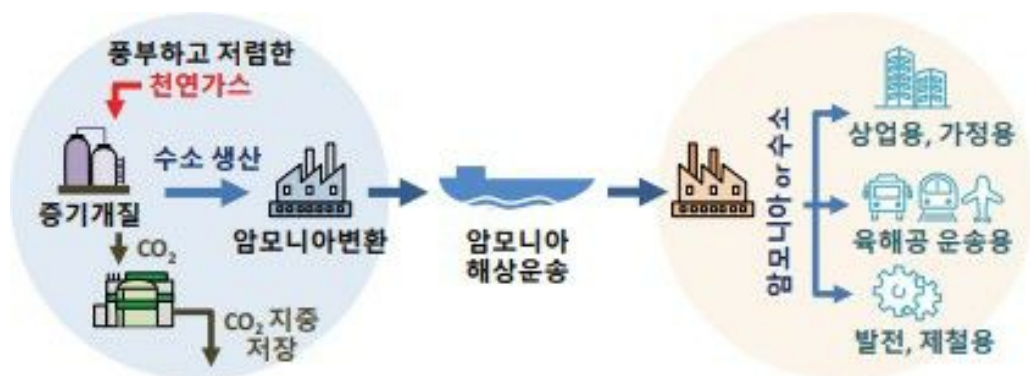 풍부하고 저렴한
천연가스
수소 생산
증기개질
암모니아변환
CO₂
CO₂ 지중
저장
암모니아
해상운송
암모니아 or 수소
상업용, 가정용
육해공 운송용
발전, 제철용